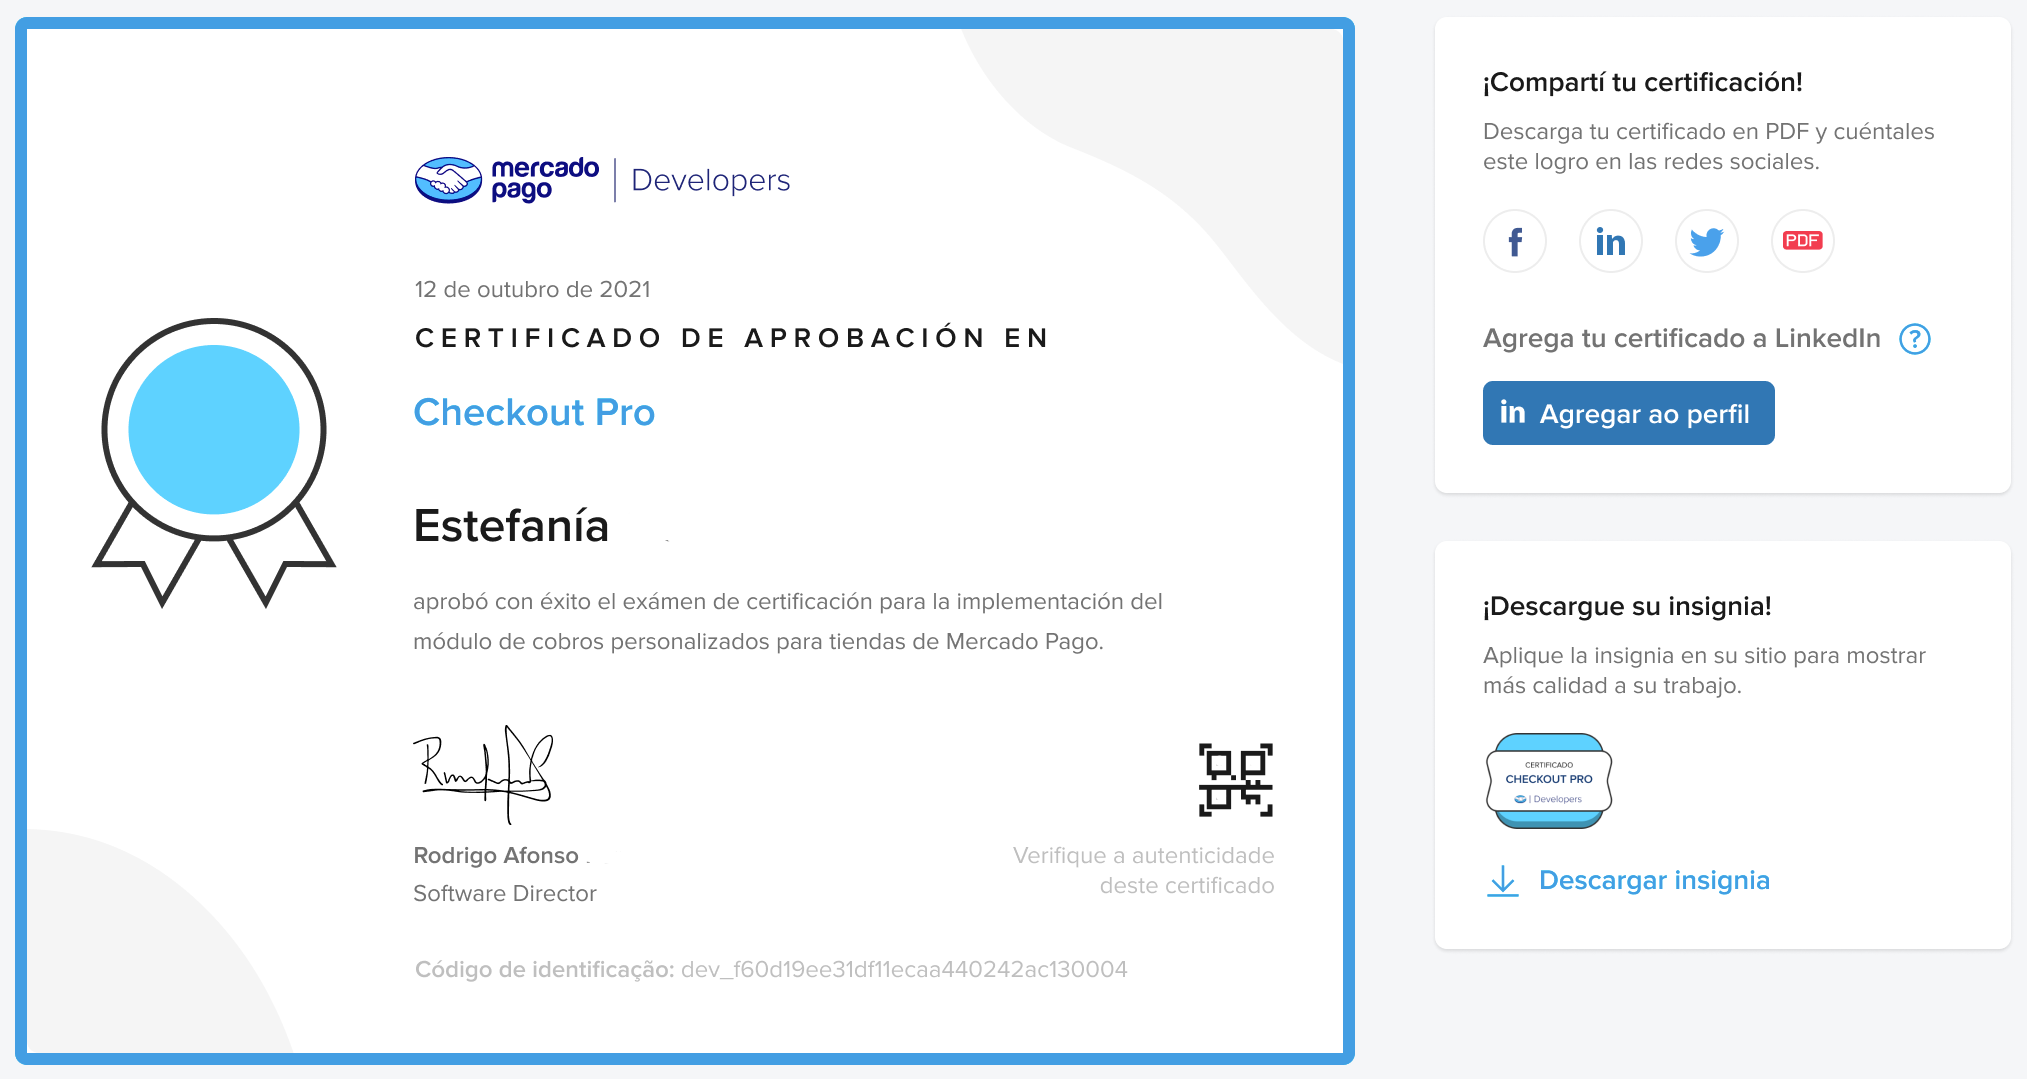 mercado
pago
Developers
12 de outubro de 2021
CERTIFICADO DE APROBACIÓN EN
Checkout Pro
Estefanía
aprobó con éxito el exámen de certificación para la implementación del
módulo de cobros personalizados para tiendas de Mercado Pago.
Rodrigo Afonso
Software Director
Verifique a autenticidade
deste certificado
Código de identificação: dev_f60d19ee31df11ecaa440242ac130004
¡Compartí tu certificación!
Descarga tu certificado en PDF y cuéntales
este logro en las redes sociales.
f
in
PDF
Agrega tu certificado a LinkedIn ?
in Agregar ao perfil
¡Descargue su insignia!
Aplique la insignia en su sitio para mostrar
más calidad a su trabajo.
CERTIFICADO
CHECKOUT PRO
| Developers
Descargar insignia